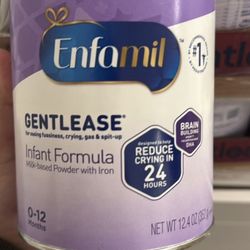 Enfamil
#1
GENTLEASE®
for easing fussiness, crying, gas & spit-up
Infant Formula
Milk-based Powder with Iron
designed to help
REDUCE
CRYING IN
24
HOURS
BRAIN
BUILDING
DHA
0-12
Months
NET WT 12.4 OZ